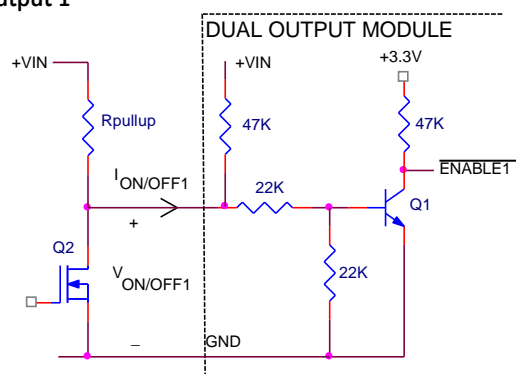 utput 1
DUAL OUTPUT MODULE
+VIN
+VIN
+3.3V
Rpullup
47K
47K
I ON/OFF1
22K
ENABLE1
Q1
+
Q2
V ON/OFF1
22K
–
GND